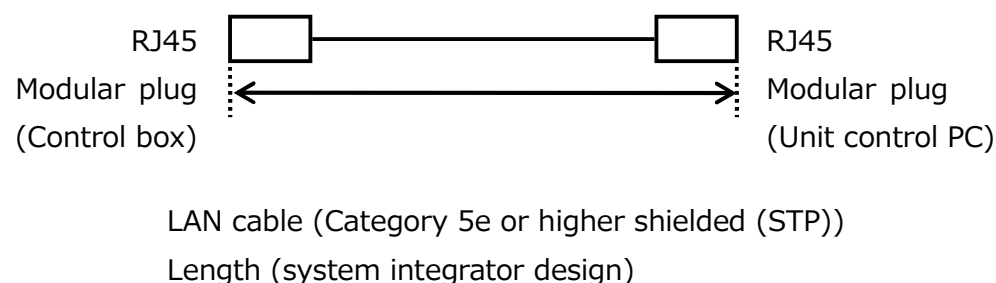 RJ45
Modular plug
(Control box)
RJ45
Modular plug
(Unit control PC)
LAN cable (Category 5e or higher shielded (STP))
Length (system integrator design)